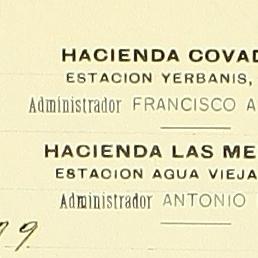 HACIENDA COVAD
ESTACION YERBANIS,
Administrador FRANCISCO A
HACIENDA LAS ME
ESTACION AGUA VIEJA
Administrador ANTONIO
79.